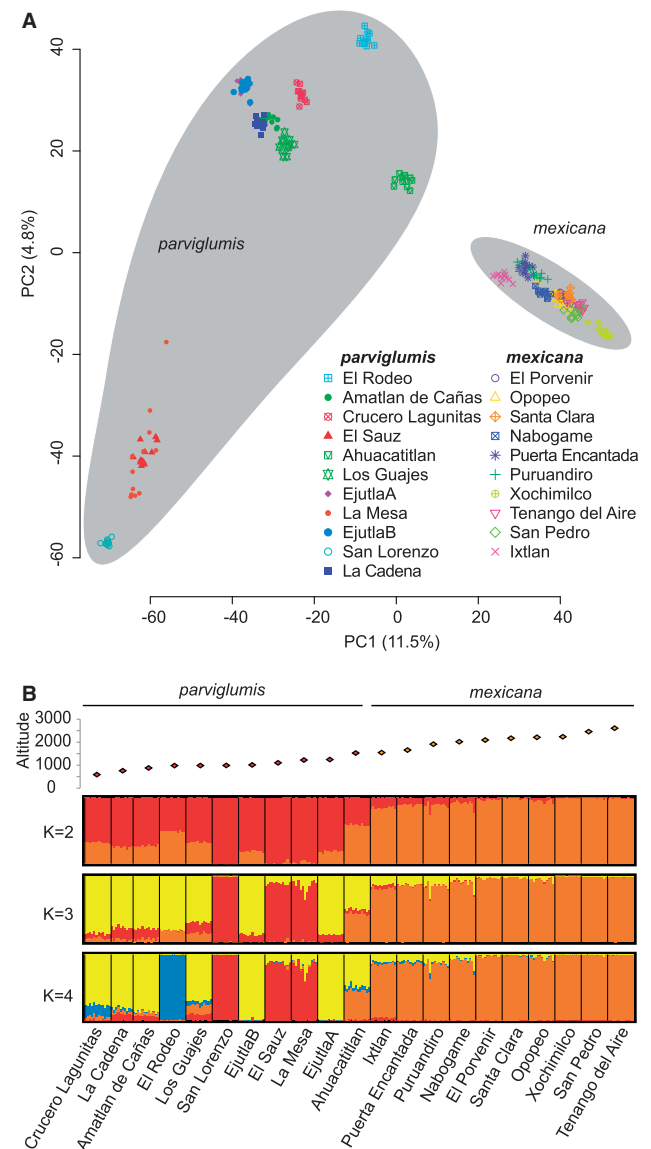 A
40
20
0
-20
-40
-60
PC2 (4.8%)
parviglumis
mexicana
parviglumis
El Rodeo
Amatlan de Cañas
Crucero Lagunitas
El Sauz
Ahuacatitlan
Los Guajes
EjutlaA
La Mesa
EjutlaB
San Lorenzo
La Cadena
mexicana
El Porvenir
Opopeo
Santa Clara
Nabogame
Puerta Encantada
Puruandiro
Xochimilco
Tenango del Aire
San Pedro
Ixtlan
-60 -40 -20 0 20 40
PC1 (11.5%)
B
parviglumis mexicana
Altitude
3000
2000
1000
0
K=2
K=3
K=4
Crucero Lagunitas
La Cadena
Amatlan de Cañas
El Rodeo
Los Guajes
San Lorenzo
EjutlaB
El Sauz
La Mesa
EjutlaA
Ahuacatitlan
Ixtlan
Puerta Encantada
Puruandiro
Nabogame
El Porvenir
Santa Clara
Opopeo
Xochimilco
San Pedro
Tenango del Aire